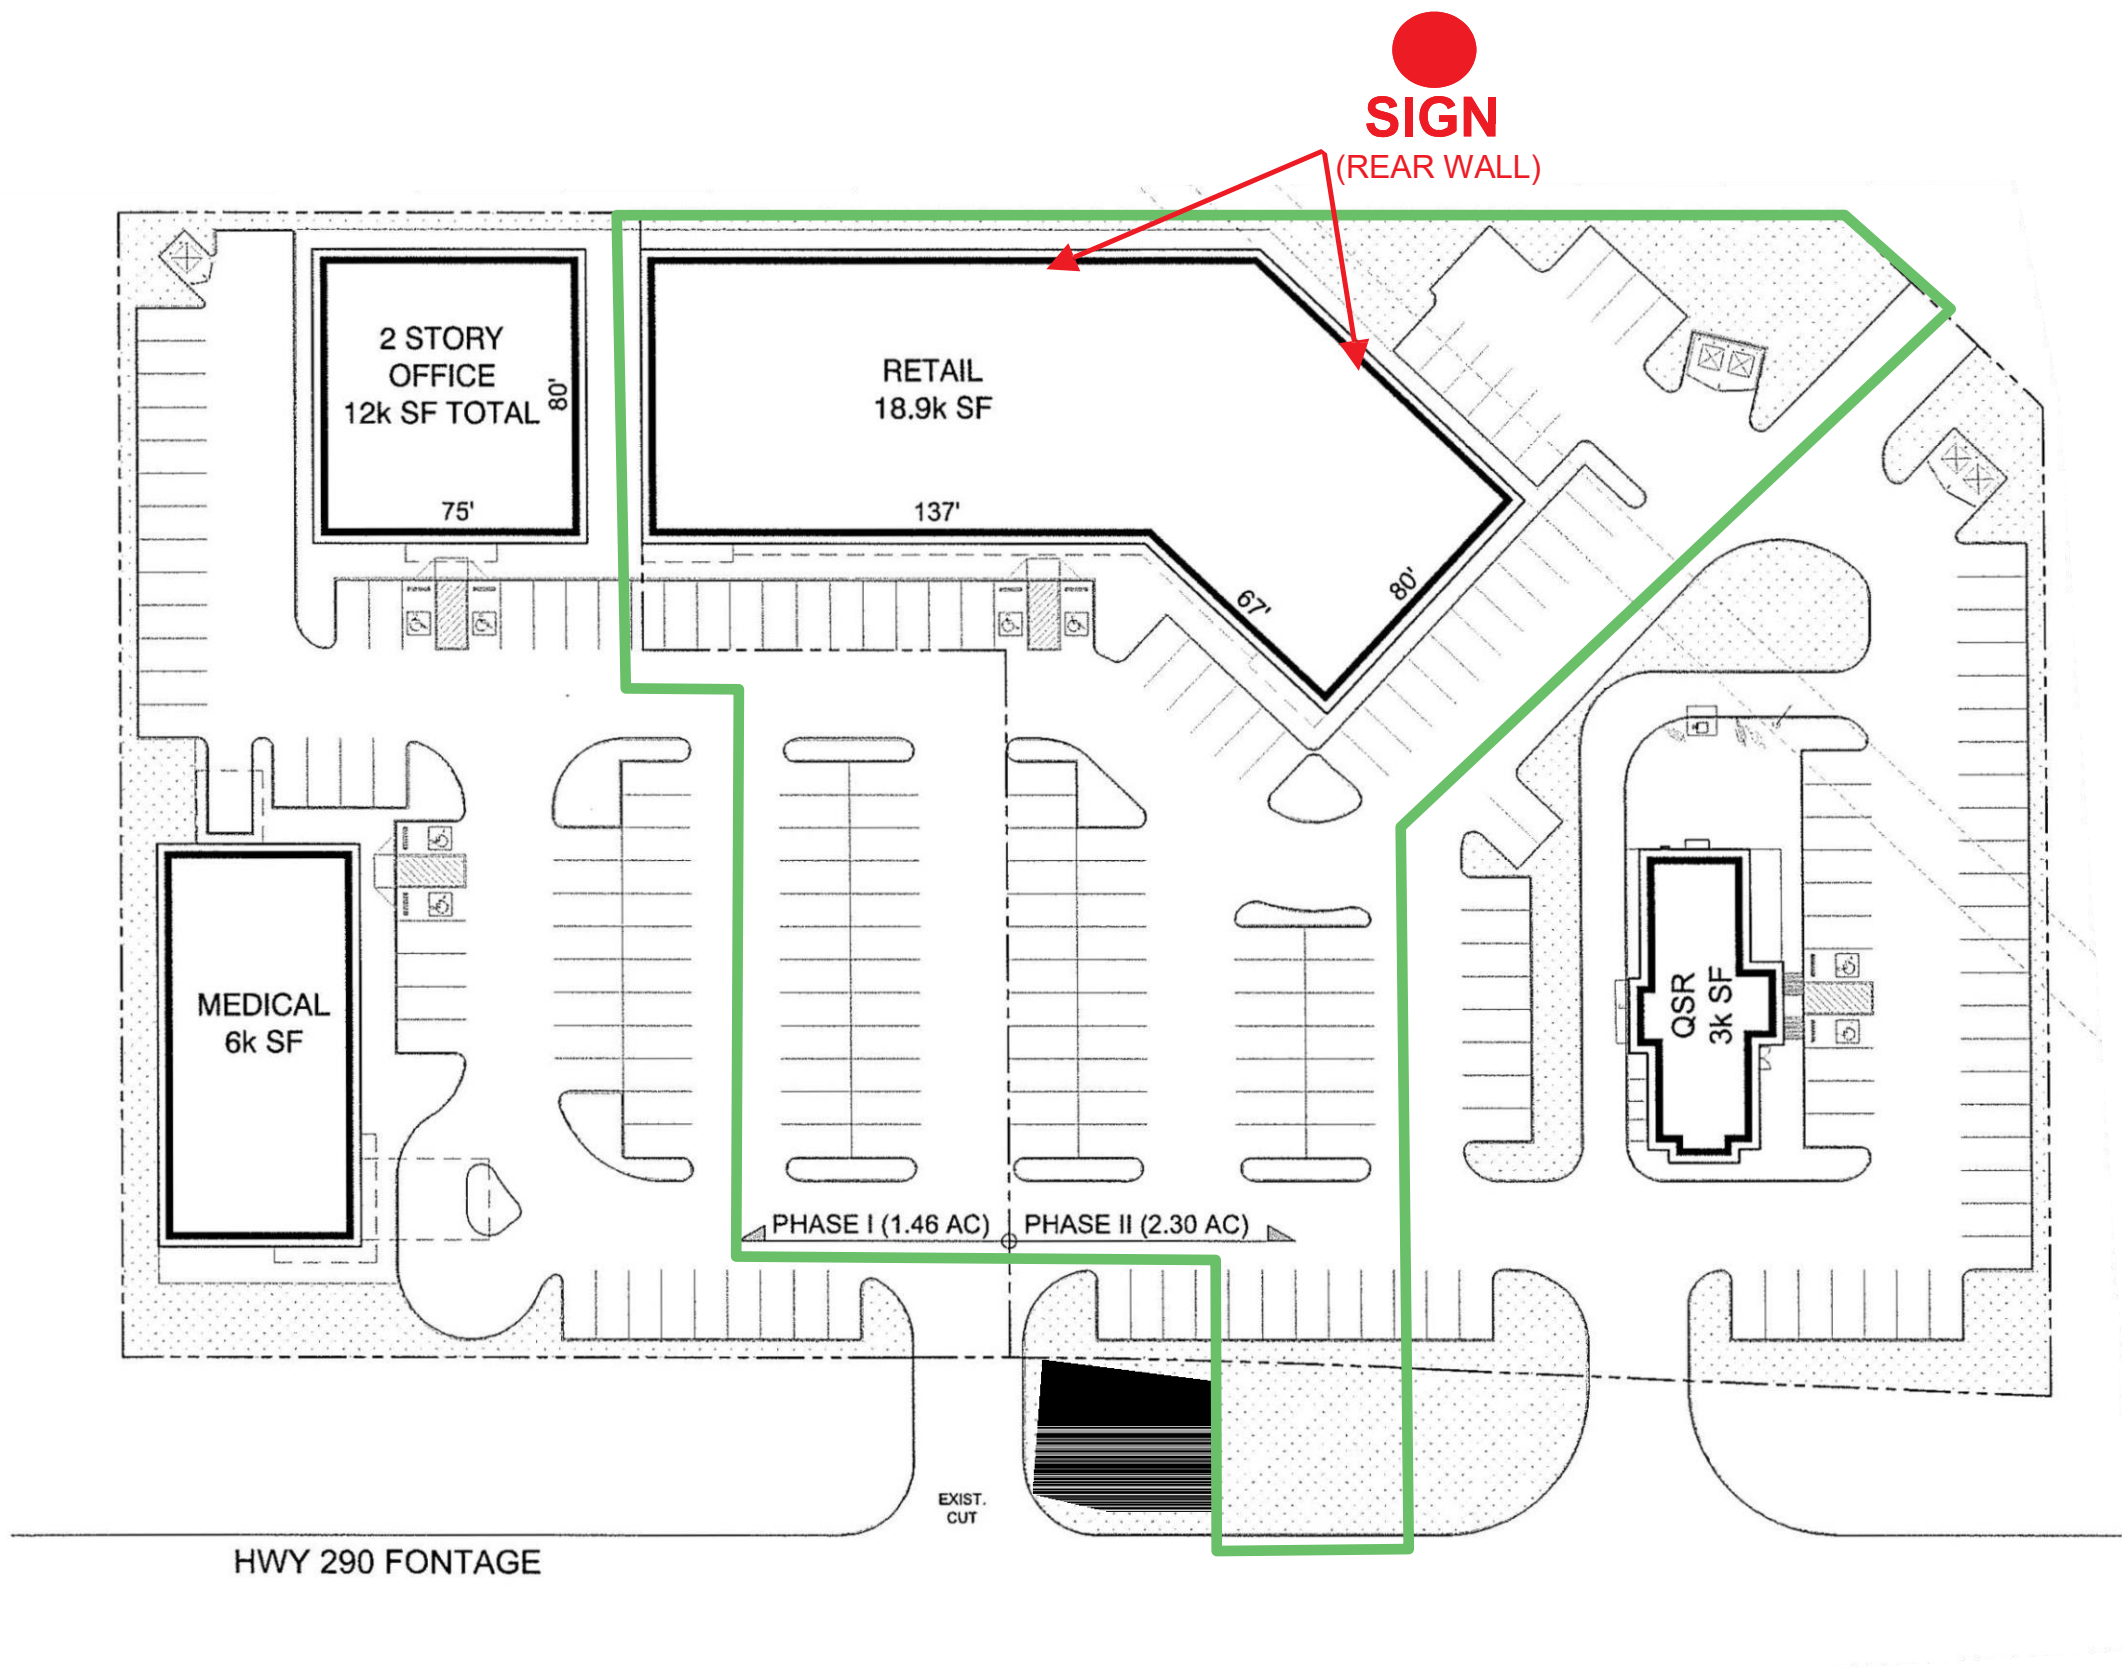 SIGN
(REAR WALL)
2 STORY
OFFICE
12k SF TOTAL
80'
75'
RETAIL
18.9k SF
137'
67'
80'
MEDICAL
6k SF
QSR
3k SF
PHASE I (1.46 AC)
PHASE II (2.30 AC)
EXIST.
CUT
HWY 290 FONTAGE